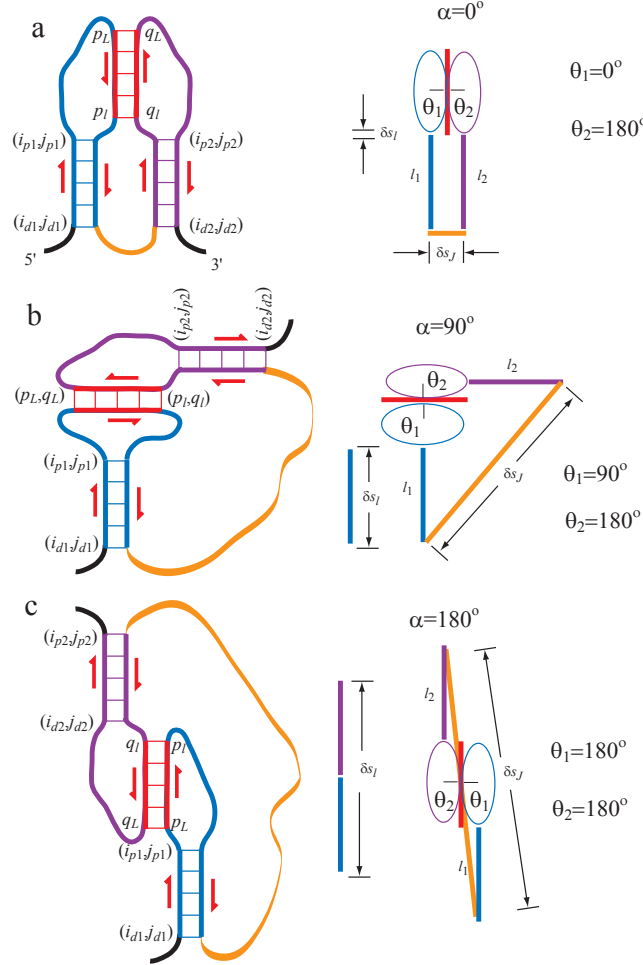 a
p_L q_L
p_l q_l
(i_p1,j_p1) (i_p2,j_p2)
(i_d1,j_d1) (i_d2,j_d2)
5' 3'
α=0°
θ_1 θ_2
θ_1=0°
θ_2=180°
δs_l
l_1 l_2
δs_J
b
(i_p2,j_p2) (i_d2,j_d2)
(p_L,q_L) (p_l,q_l)
(i_p1,j_p1)
(i_d1,j_d1)
α=90°
θ_2 l_2
θ_1
δs_l l_1 δs_J
θ_1=90°
θ_2=180°
c
(i_p2,j_p2)
(i_d2,j_d2)
q_l p_l
q_L p_L
(i_p1,j_p1)
(i_d1,j_d1)
α=180°
l_2
δs_l δs_J
θ_2 θ_1
l_1
θ_1=180°
θ_2=180°